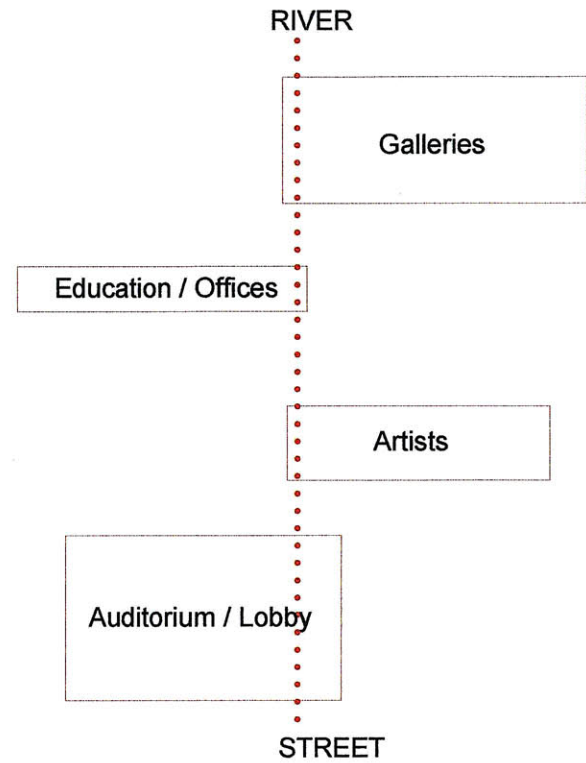 RIVER
Galleries
Education / Offices
Artists
Auditorium / Lobby
STREET